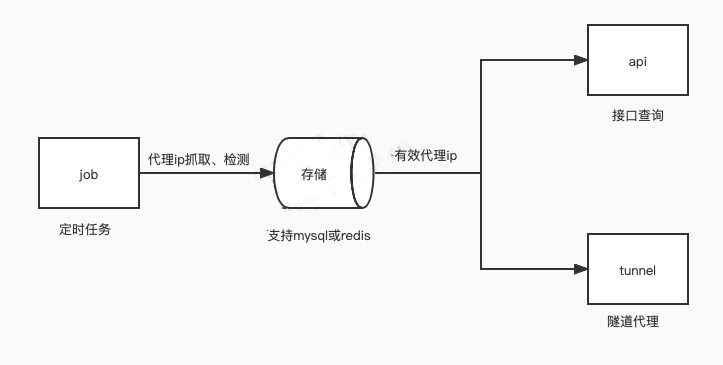 api
接口查询
代理ip抓取、检测
有效代理ip
job
存储
定时任务
支持mysql或redis
tunnel
隧道代理